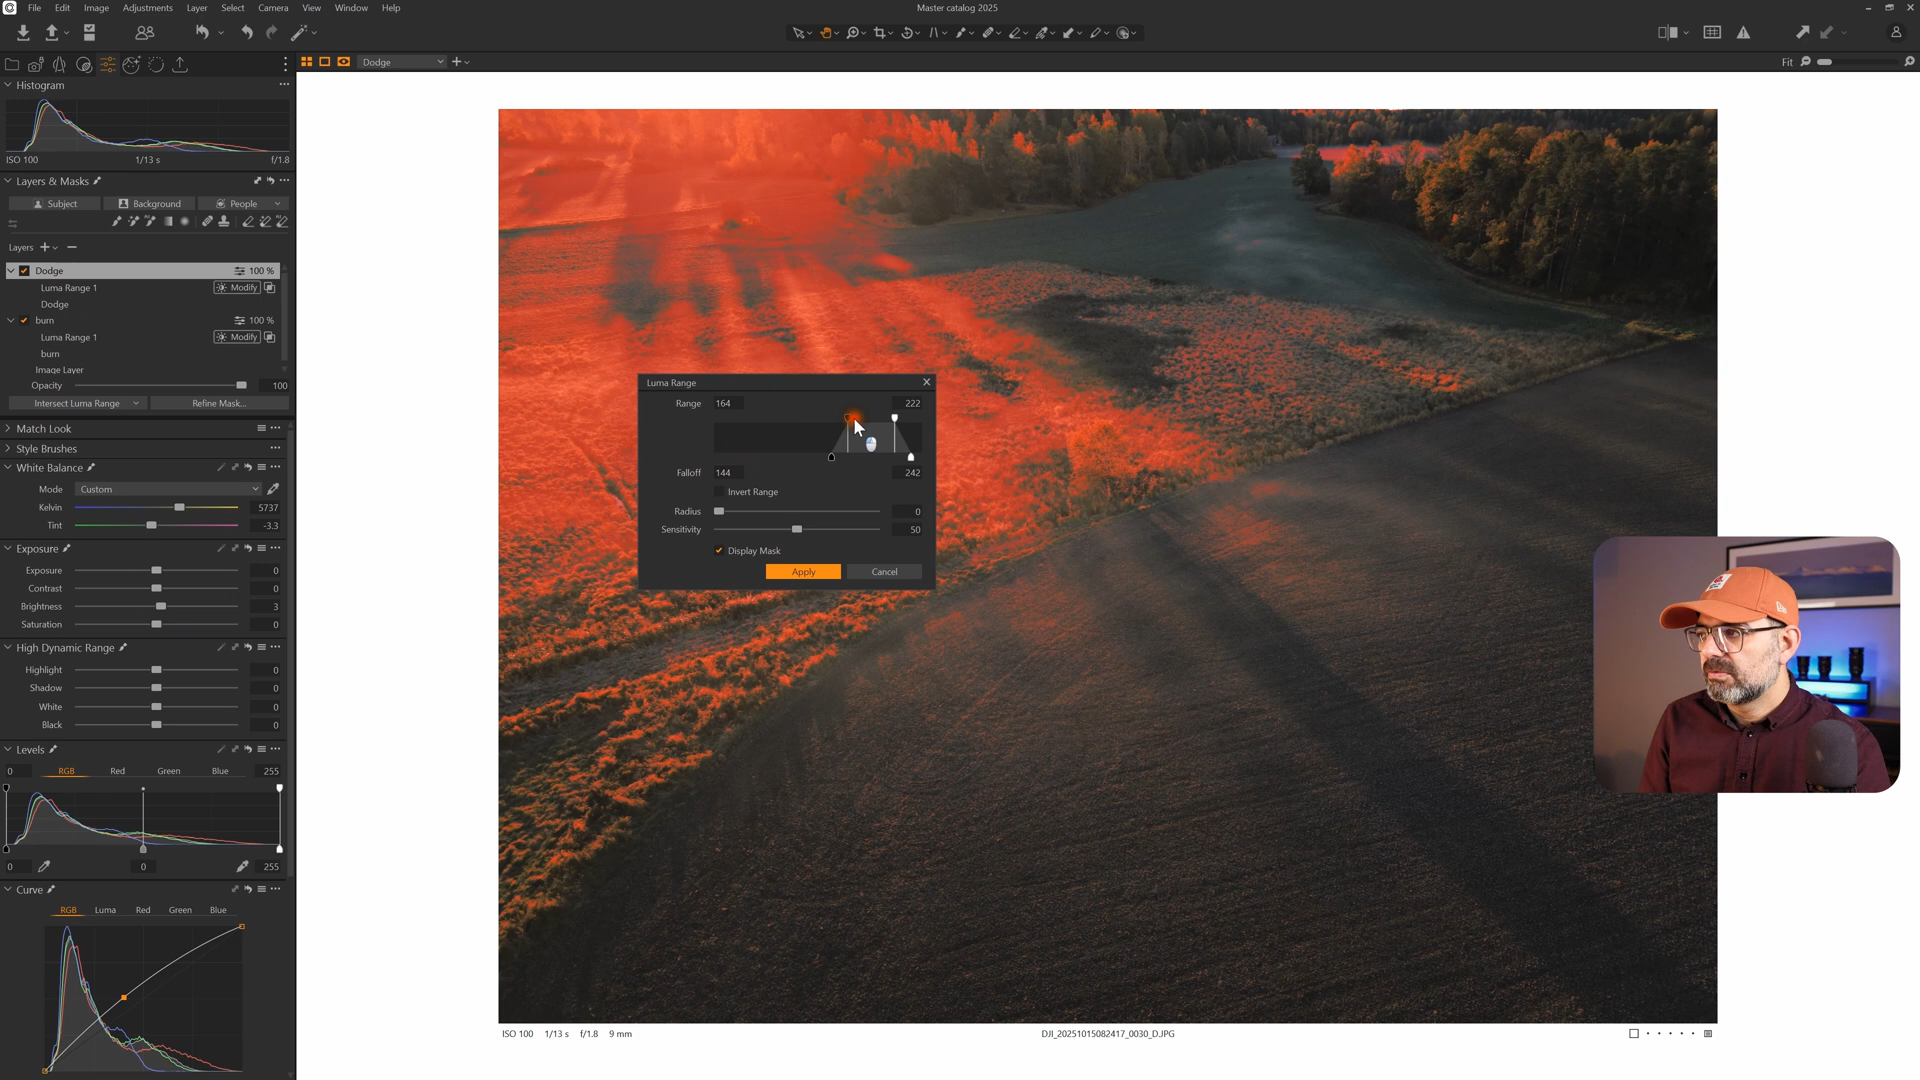 File Edit Image Adjustments Layer Select Camera View Window Help
Master catalog 2025
Dodge
Fit
Histogram
ISO 100 1/13 s f/1.8
Layers & Masks
Subject Background People
Layers
Dodge 100 %
Luma Range 1 Modify
Dodge
burn 100 %
Luma Range 1 Modify
burn
Image Layer
Opacity 100
Intersect Luma Range Refine Mask...
Match Look
Style Brushes
White Balance
Mode Custom
Kelvin 5737
Tint -3.3
Exposure
Exposure 0
Contrast 0
Brightness 3
Saturation 0
High Dynamic Range
Highlight 0
Shadow 0
White 0
Black 0
Levels
0 RGB Red Green Blue 255
0 0 255
Curve
RGB Luma Red Green Blue
Luma Range
Range 164 222
Falloff 144 242
Invert Range
Radius 0
Sensitivity 50
Display Mask
Apply Cancel
ISO 100 1/13 s f/1.8 9 mm
DJI_20251015082417_0030_D.JPG